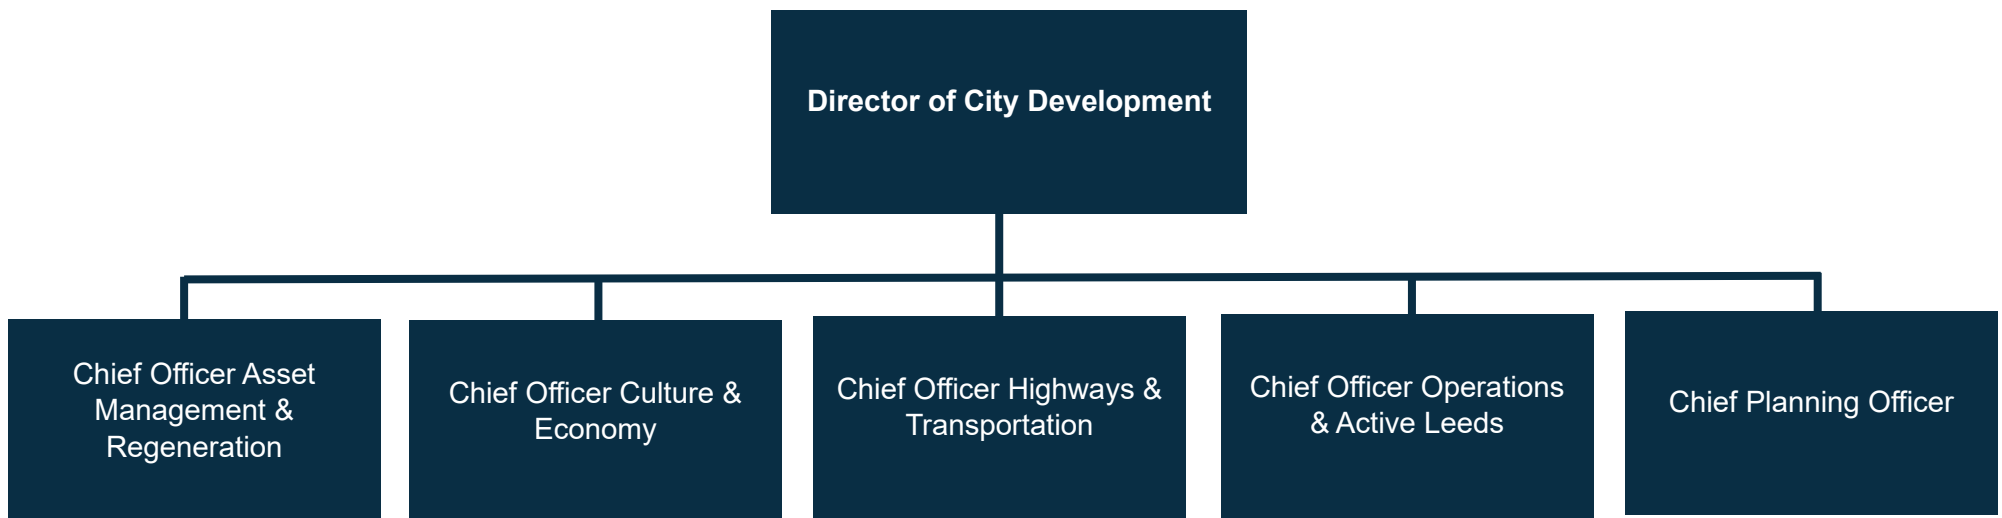 Director of City Development
Chief Officer Asset
Management &
Regeneration
Chief Officer Culture &
Economy
Chief Officer Highways &
Transportation
Chief Officer Operations
& Active Leeds
Chief Planning Officer